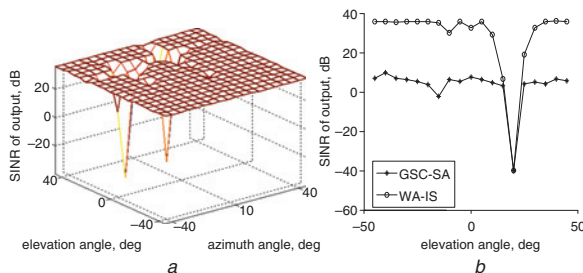 SINR of output, dB
20
0
−20
40
0
−40
−40
10
40
elevation angle, deg
azimuth angle, deg
a
SINR of output, dB
40
20
0
−20
−40
−60
GSC-SA
WA-IS
−50
0
50
elevation angle, deg
b